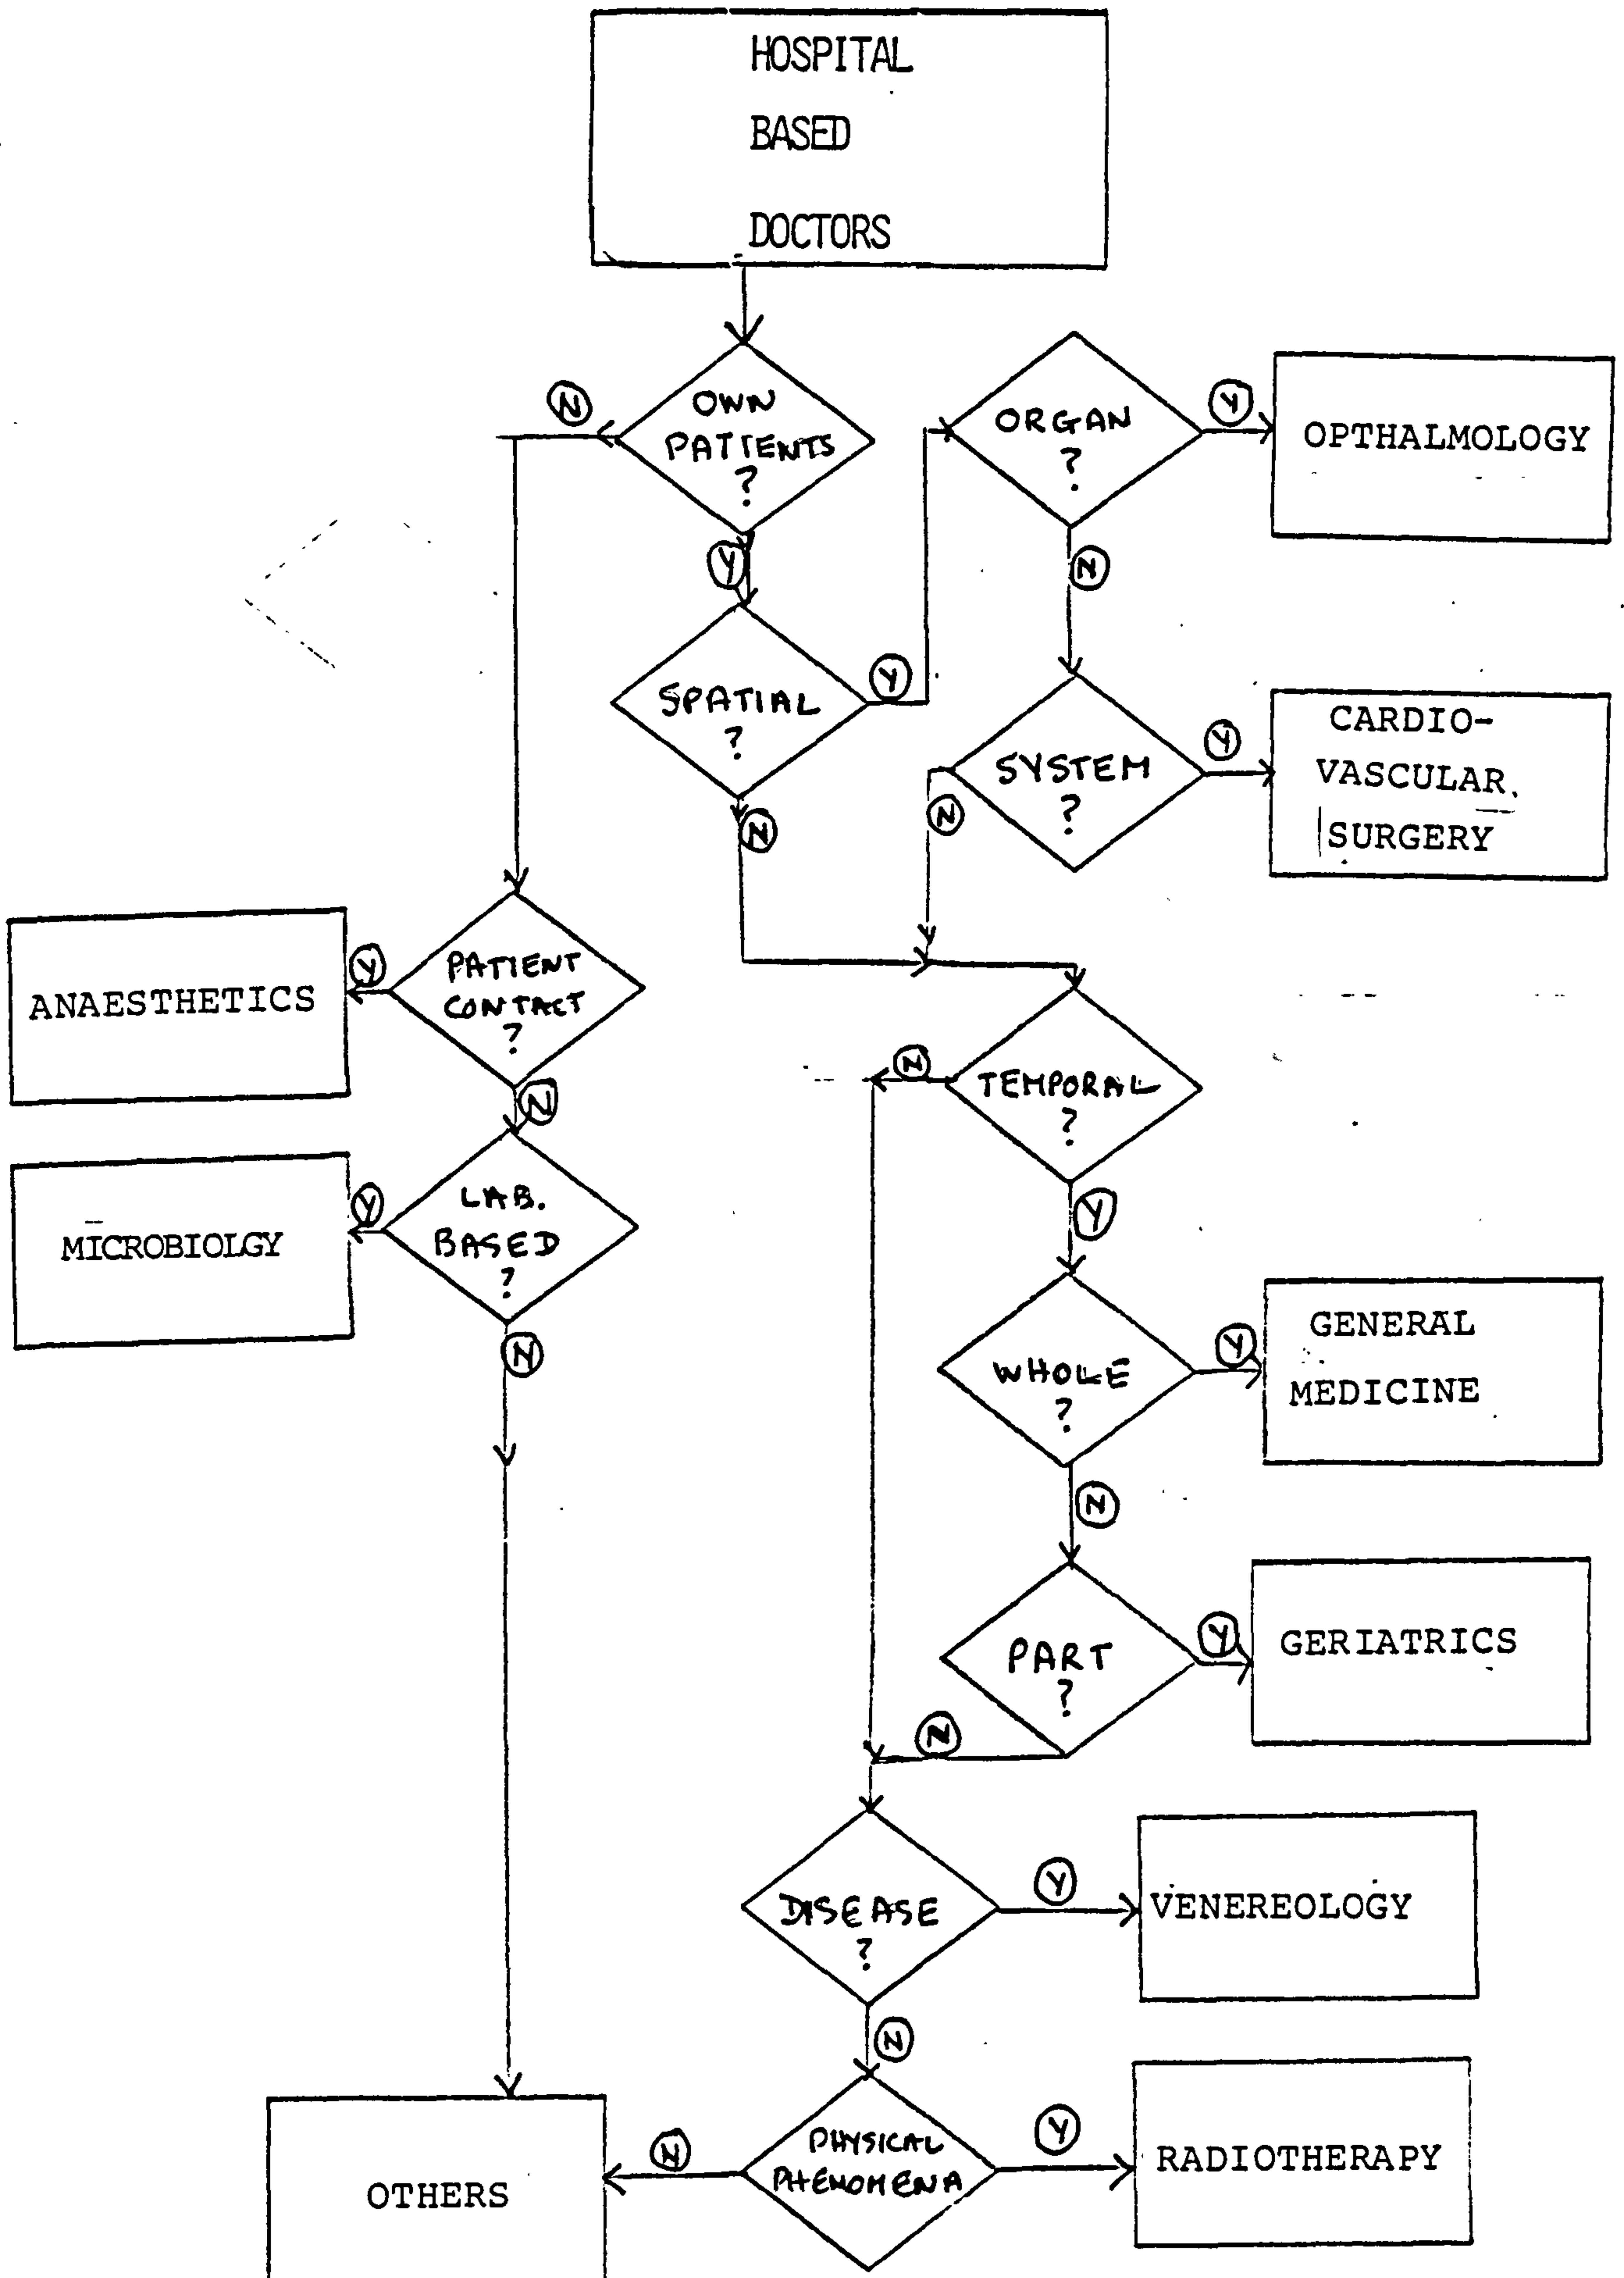 HOSPITAL
BASED
DOCTORS
N
OWN
PATIENTS
?
Y
ORGAN
?
Y
OPTHALMOLOGY
N
SPATIAL
?
Y
N
SYSTEM
?
Y
N
CARDIO-
VASCULAR.
SURGERY
PATIENT
CONTACT
?
Y
ANAESTHETICS
N
TEMPORAL
?
N
Y
LAB.
BASED
?
Y
MICROBIOLGY
N
WHOLE
?
Y
GENERAL
MEDICINE
N
PART
?
Y
GERIATRICS
N
DISEASE
?
Y
VENEREOLOGY
N
PHYSICAL
PHENOMENA
Y
RADIOTHERAPY
N
OTHERS